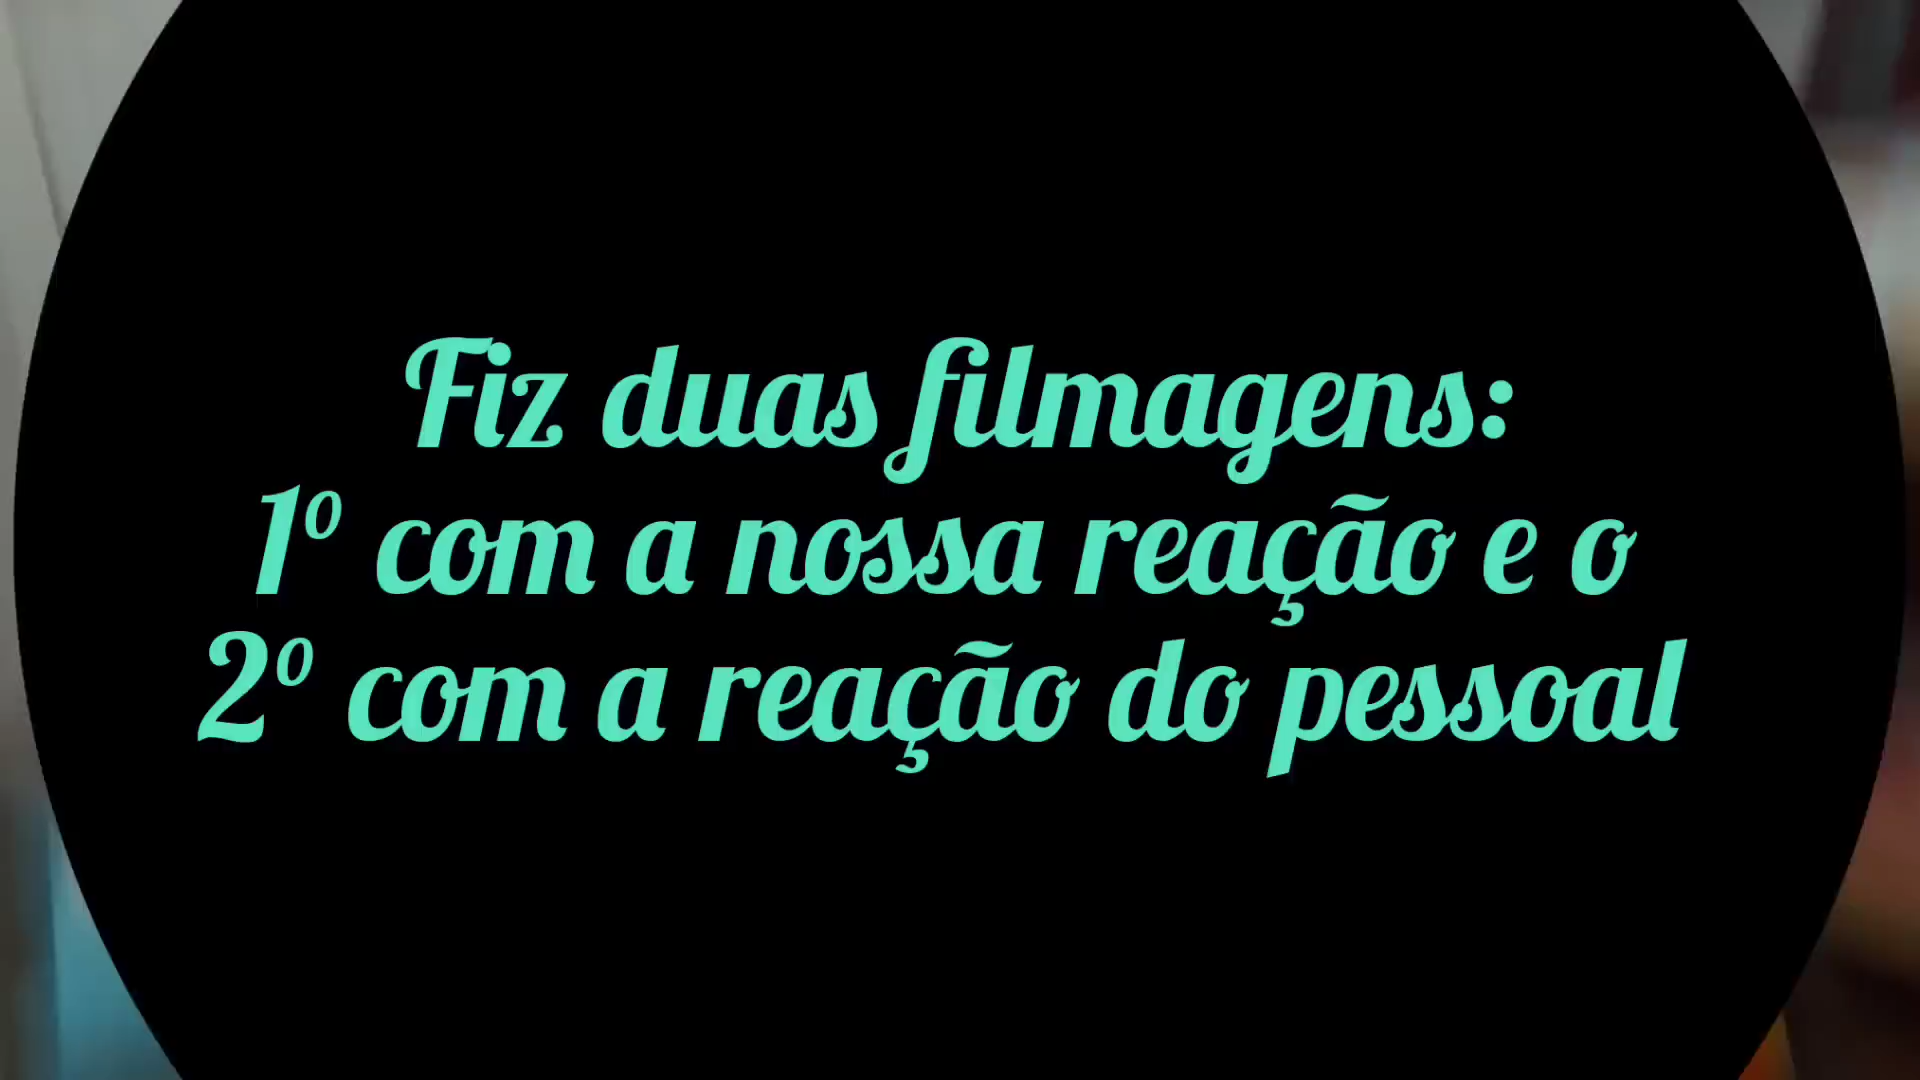 Fiz duas filmagens:
1º com a nossa reação e o
2º com a reação do pessoal